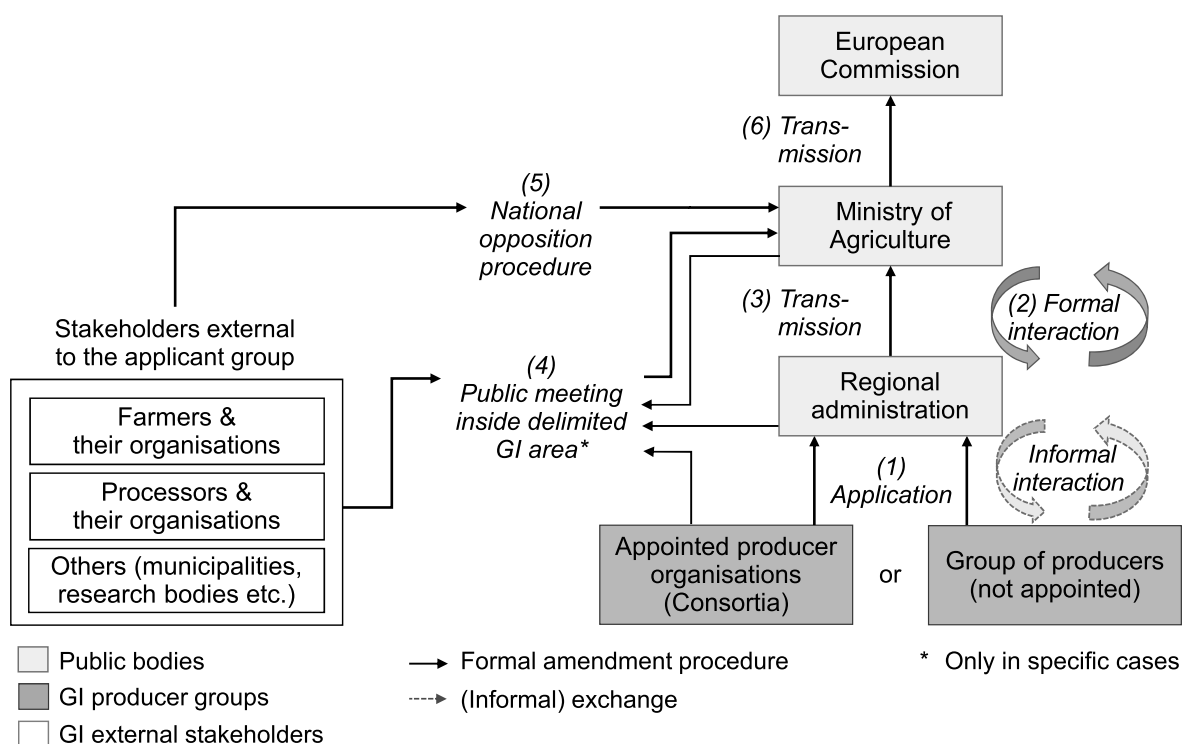 European
Commission
(6) Trans-
mission
(5)
National
opposition
procedure
Ministry of
Agriculture
(3) Trans-
mission
(2) Formal
interaction
Stakeholders external
to the applicant group
(4)
Public meeting
inside delimited
GI area*
Regional
administration
Farmers &
their organisations
Processors &
their organisations
Others (municipalities,
research bodies etc.)
(1)
Application
Informal
interaction
Appointed producer
organisations
(Consortia)
or
Group of producers
(not appointed)
Public bodies
GI producer groups
GI external stakeholders
Formal amendment procedure
(Informal) exchange
* Only in specific cases